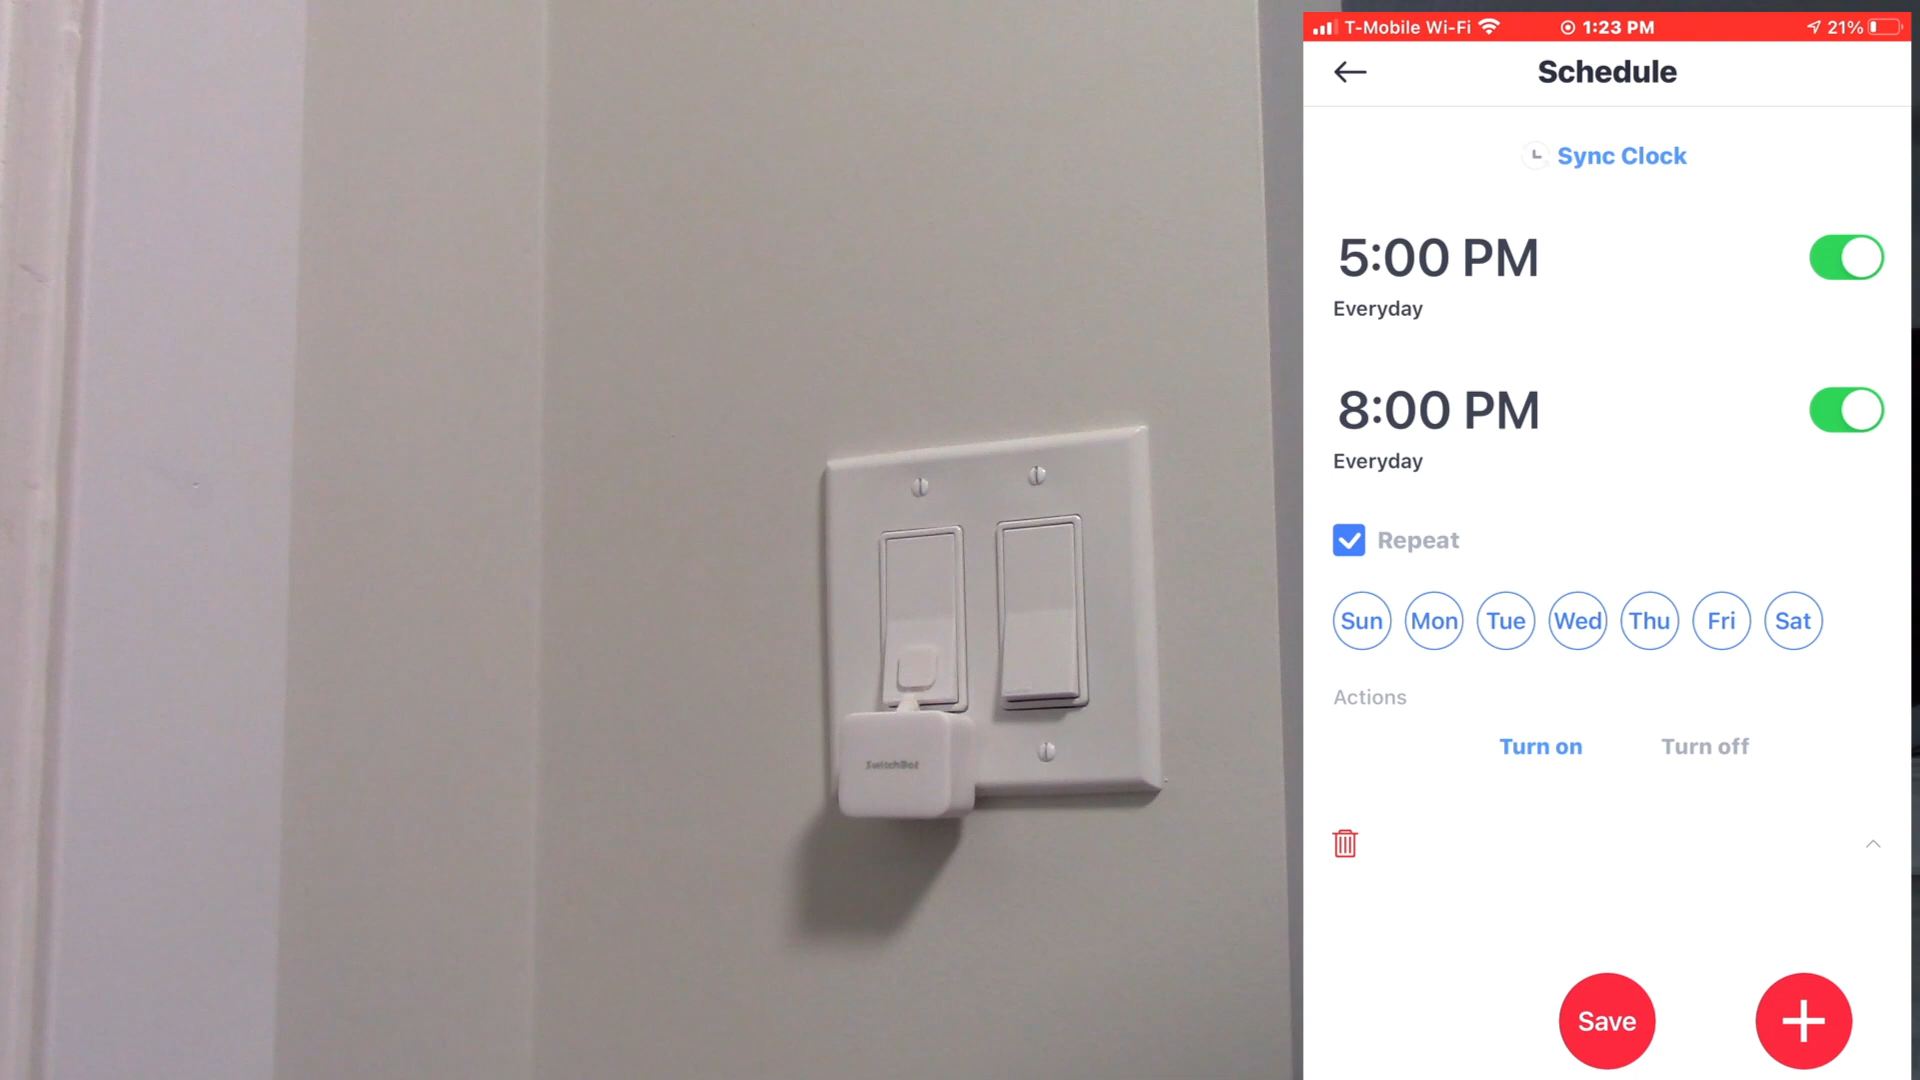 SwitchBot
T-Mobile Wi-Fi 1:23 PM 21%
Schedule
Sync Clock
5:00 PM
Everyday
8:00 PM
Everyday
Repeat
Sun Mon Tue Wed Thu Fri Sat
Actions
Turn on Turn off
Save